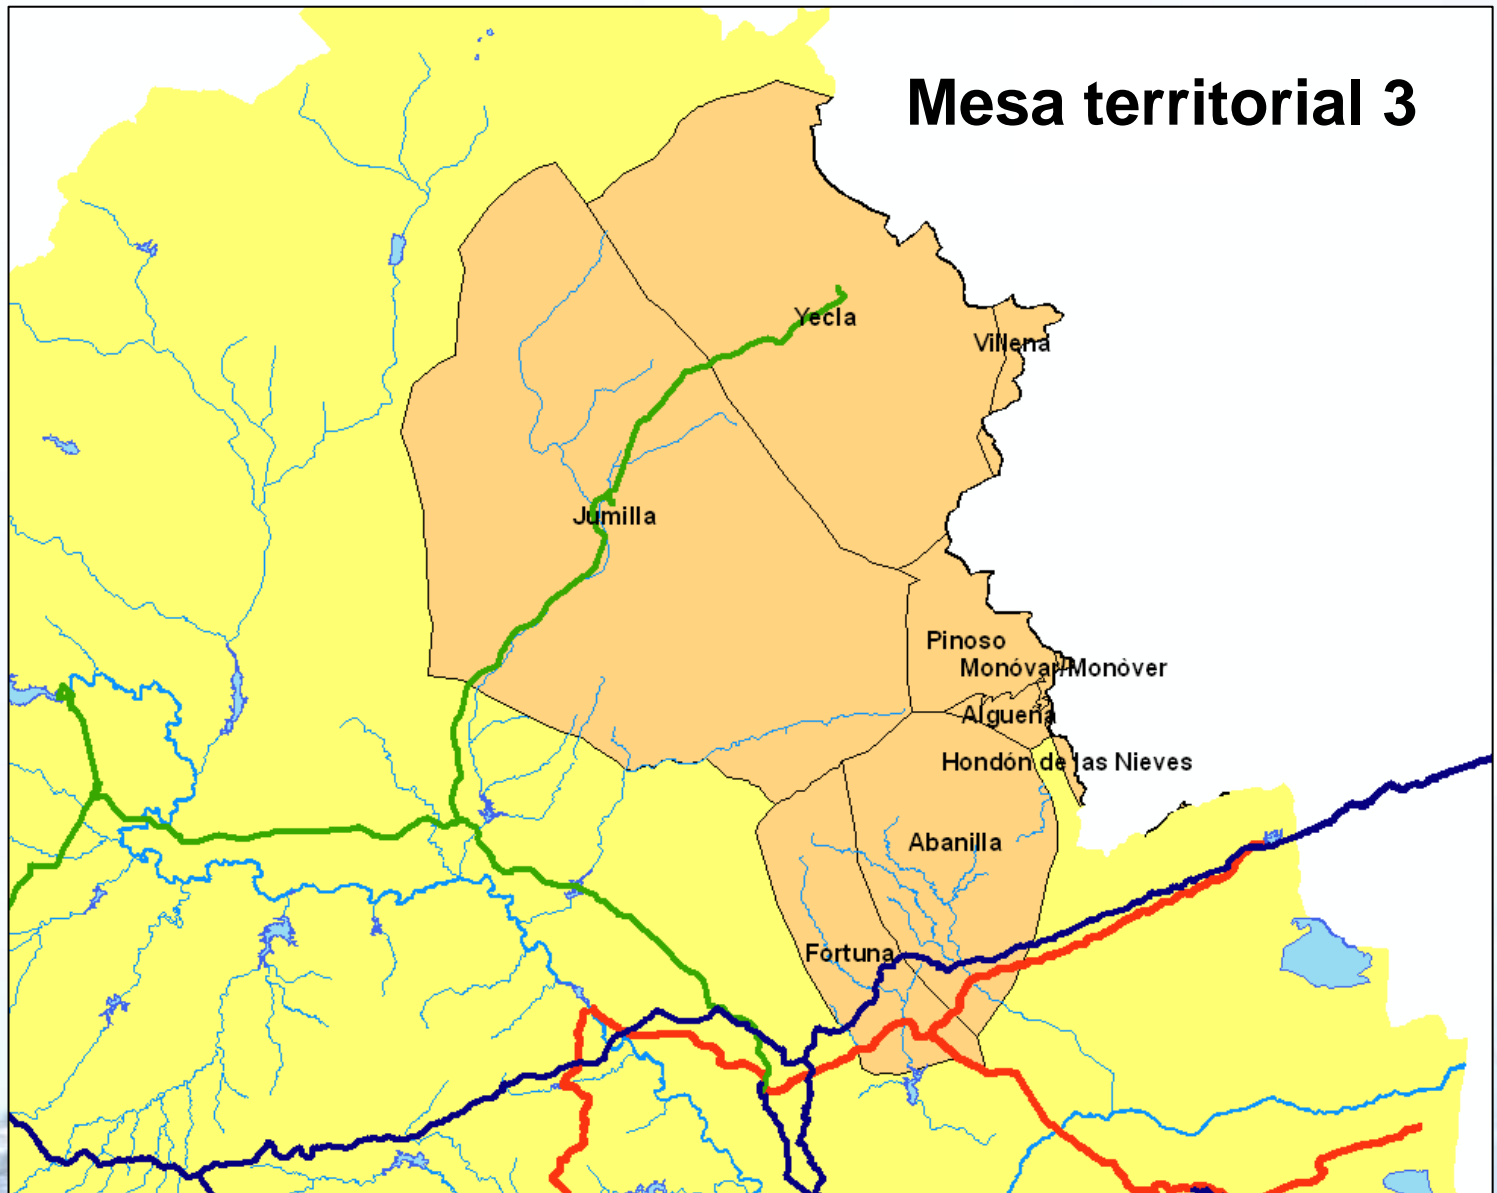 Mesa territorial 3
Yecla
Villena
Jumilla
Pinoso
Monóvar/Monòver
Algueña
Hondón de las Nieves
Abanilla
Fortuna